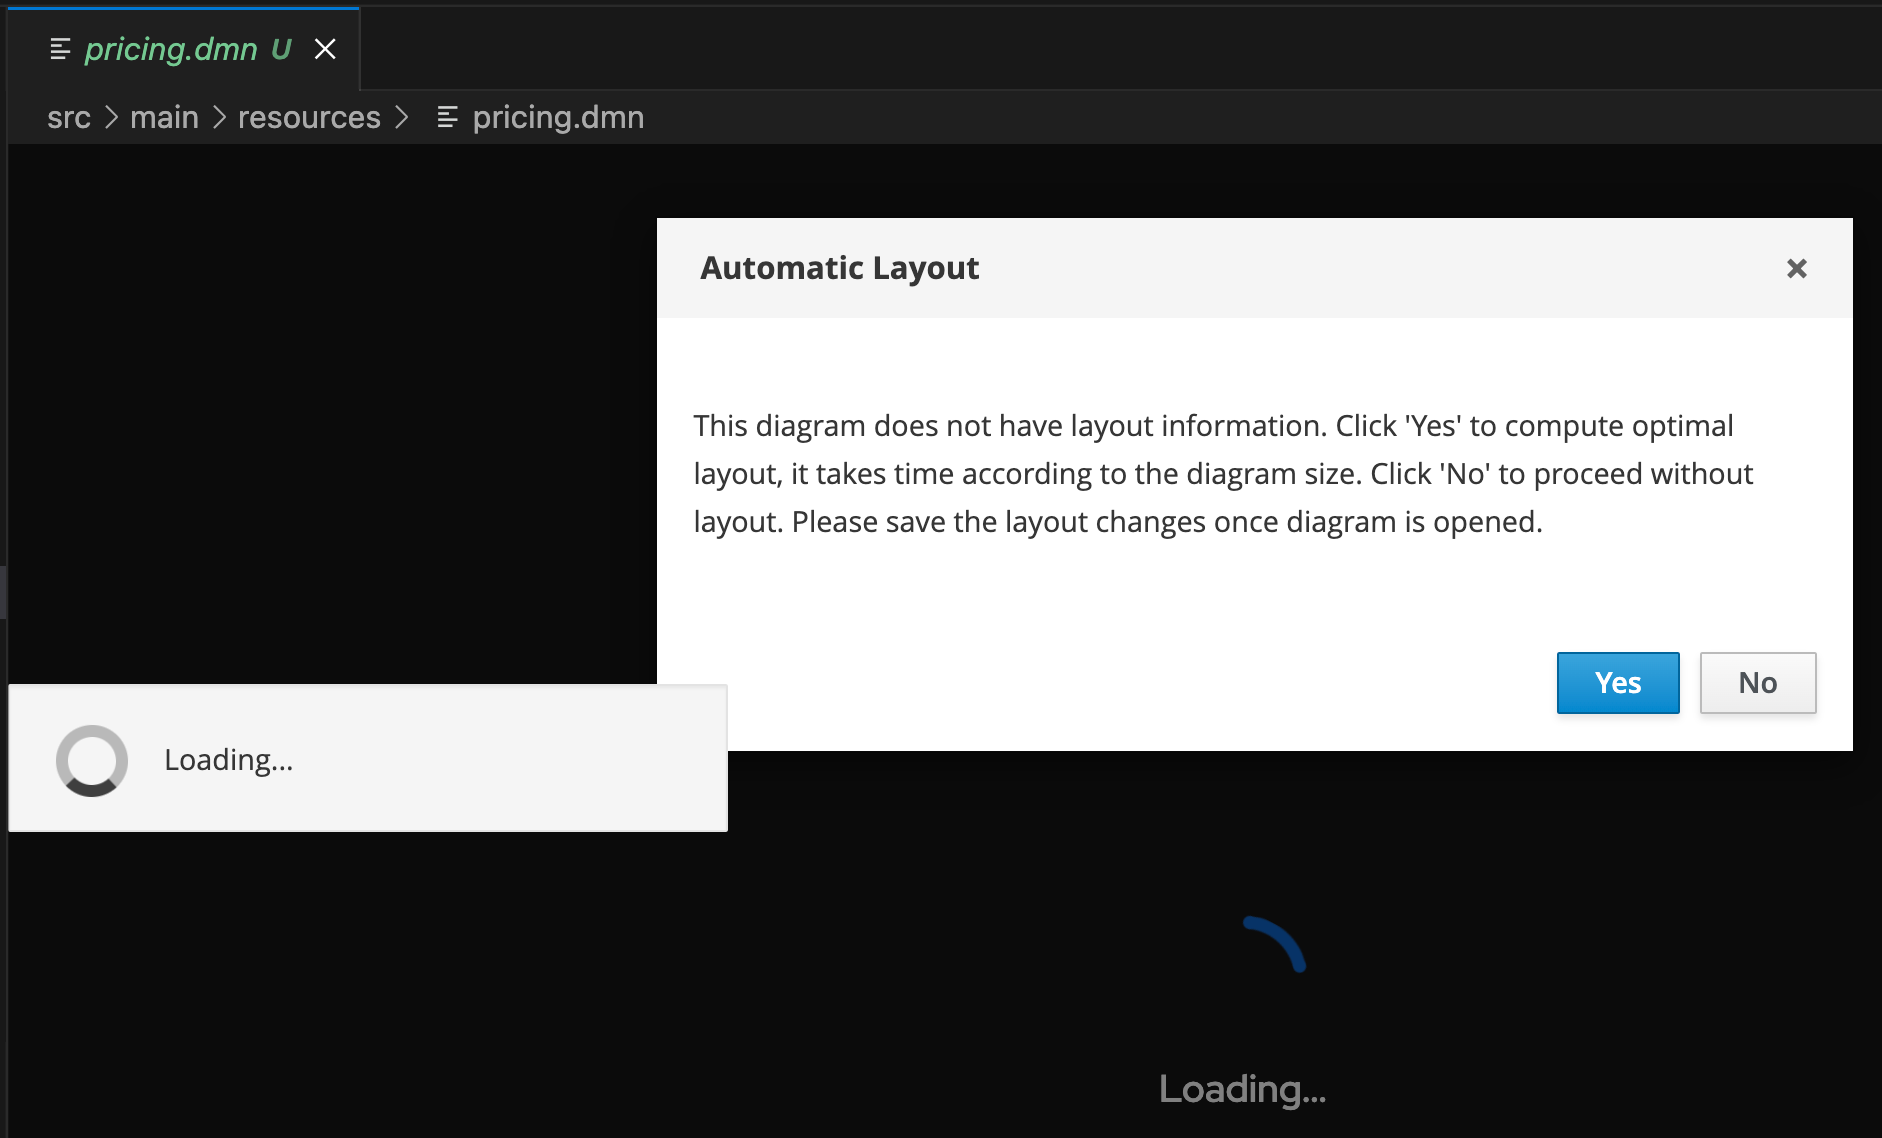 pricing.dmn U
src > main > resources > pricing.dmn
Automatic Layout
This diagram does not have layout information. Click 'Yes' to compute optimal
layout, it takes time according to the diagram size. Click 'No' to proceed without
layout. Please save the layout changes once diagram is opened.
Yes No
Loading...
Loading...